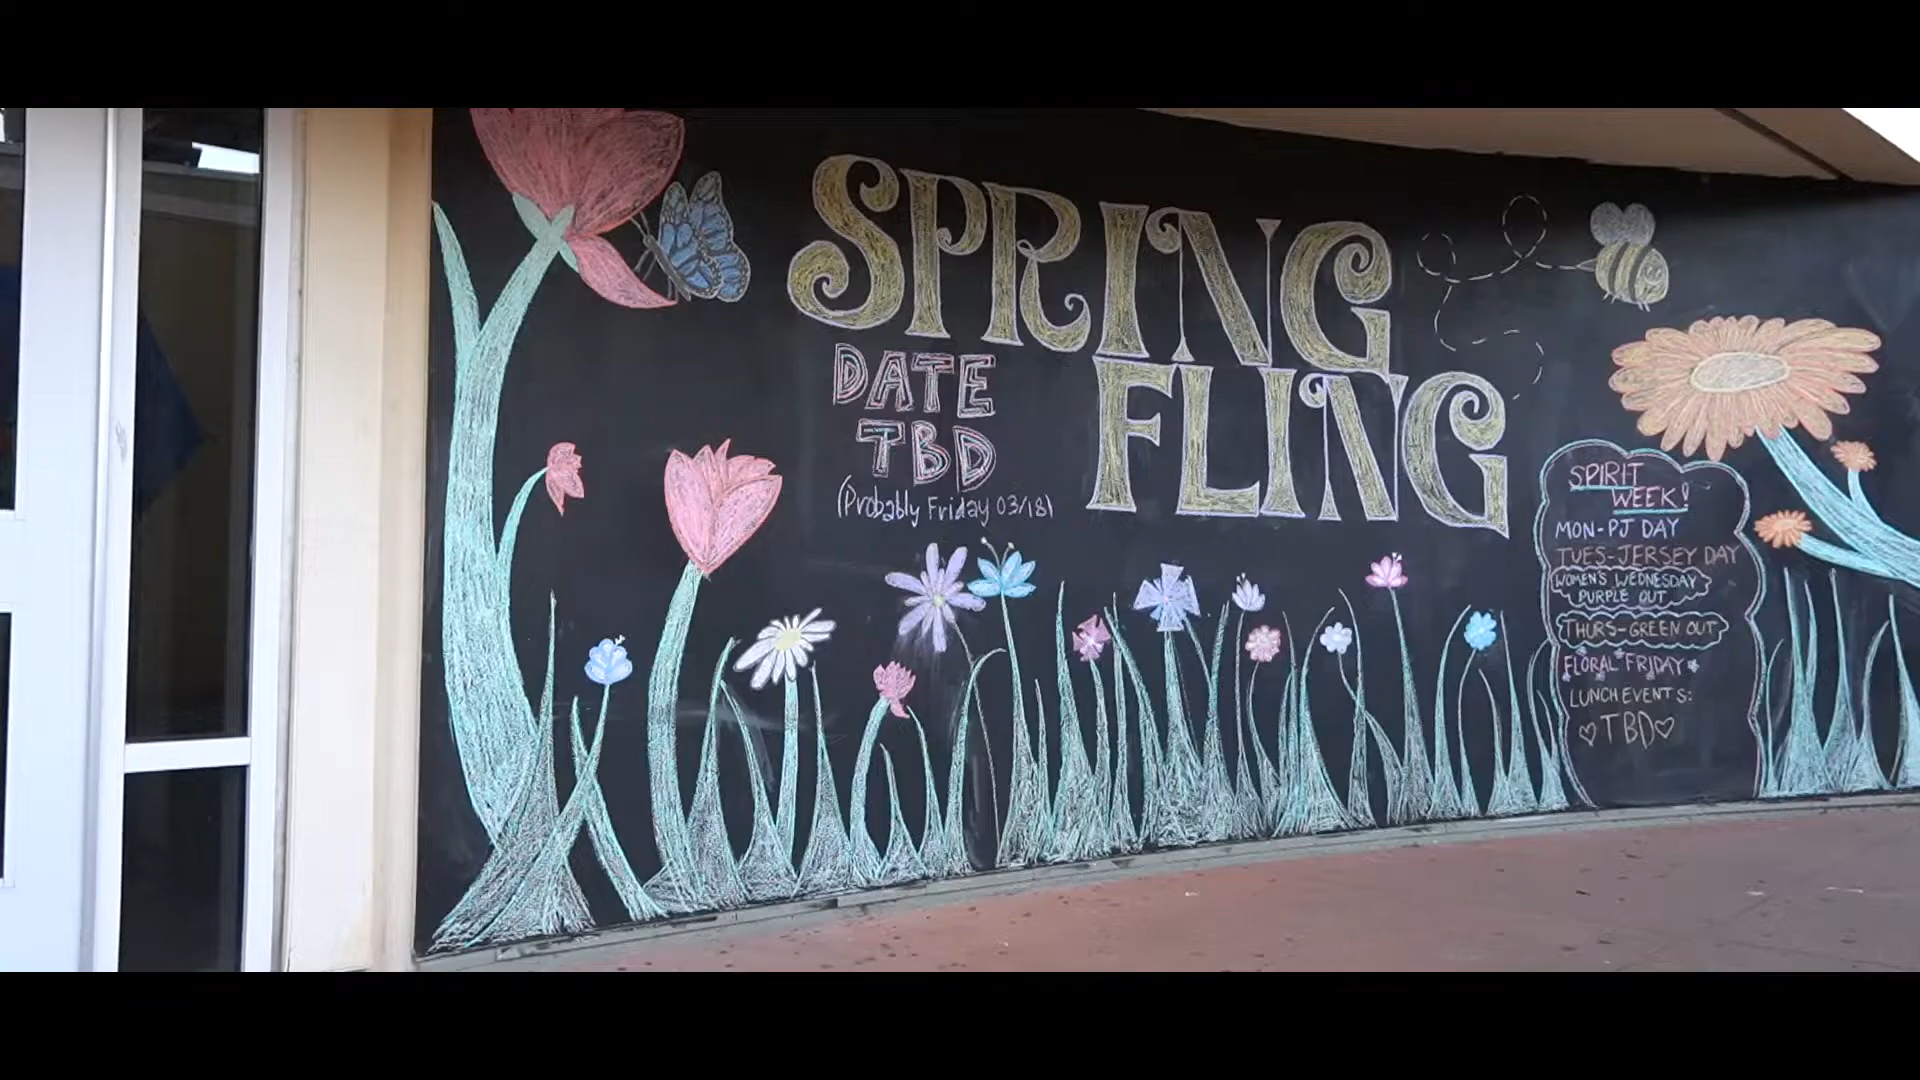 SPRING
FLING
DATE
TBD
(Probably Friday 03/18)
SPIRIT
WEEK!
MON-PJ DAY
TUES-JERSEY DAY
WOMEN'S WEDNESDAY
PURPLE OUT
THURS-GREEN OUT
FLORAL FRIDAY
LUNCH EVENTS:
♡TBD♡